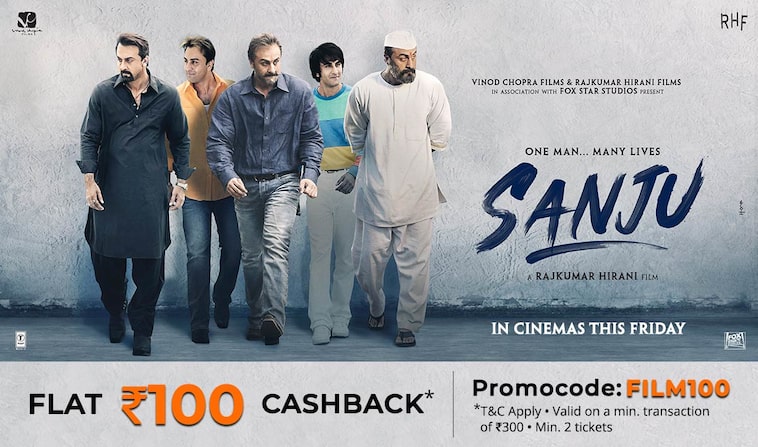 RHF
VINOD CHOPRA FILMS & RAJKUMAR HIRANI FILMS
IN ASSOCIATION WITH FOX STAR STUDIOS PRESENT
ONE MAN... MANY LIVES
SANJU
A RAJKUMAR HIRANI FILM
IN CINEMAS THIS FRIDAY
FLAT ₹100 CASHBACK*
Promocode: FILM100
*T&C Apply • Valid on a min. transaction
of ₹300 • Min. 2 tickets